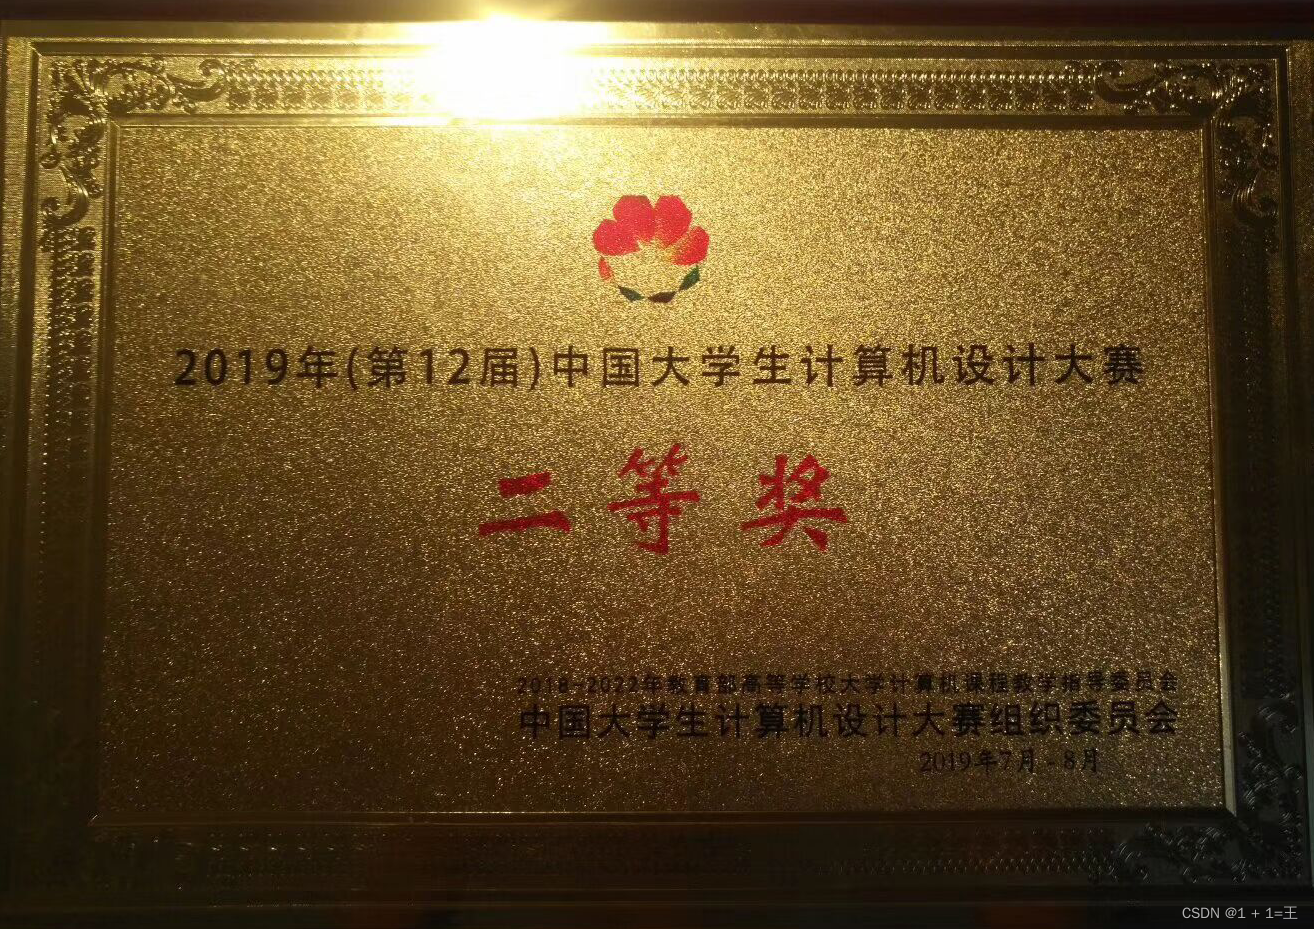 2019年(第12届)中国大学生计算机设计大赛
二等奖
2018-2022年教育部高等学校大学计算机课程教学指导委员会
中国大学生计算机设计大赛组织委员会
2019年7月-8月
CSDN @1 + 1=王